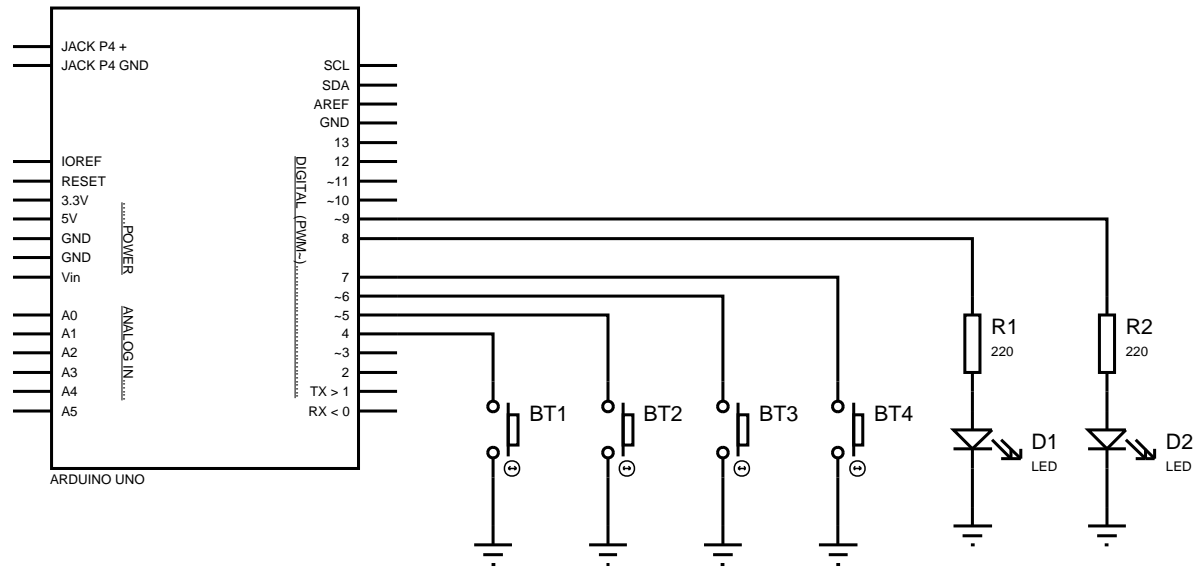 JACK P4 +
JACK P4 GND
IOREF
RESET
3.3V
5V
GND
GND
Vin
POWER
A0
A1
A2
A3
A4
A5
ANALOG IN
SCL
SDA
AREF
GND
13
12
~11
~10
~9
8
7
~6
~5
4
~3
2
TX > 1
RX < 0
DIGITAL (PWM~)
ARDUINO UNO
BT1
BT2
BT3
BT4
R1
220
R2
220
D1
LED
D2
LED